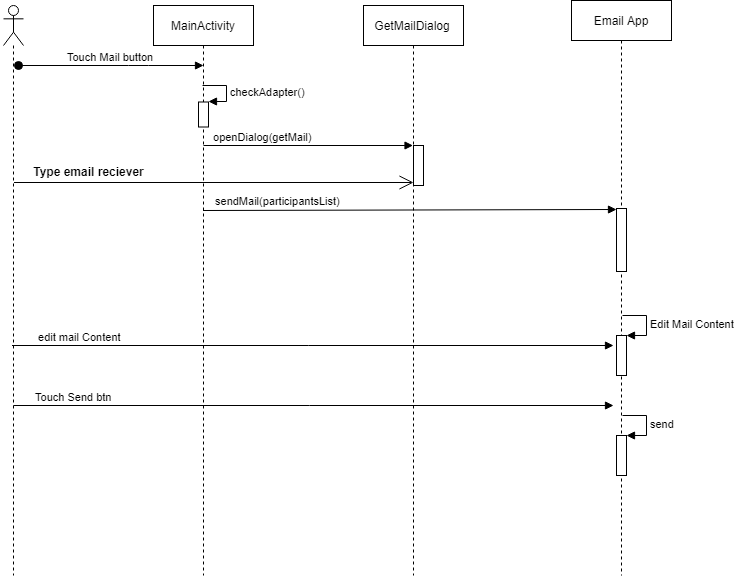 MainActivity
GetMailDialog
Email App
Touch Mail button
checkAdapter()
openDialog(getMail)
Type email reciever
sendMail(participantsList)
Edit Mail Content
edit mail Content
Touch Send btn
send